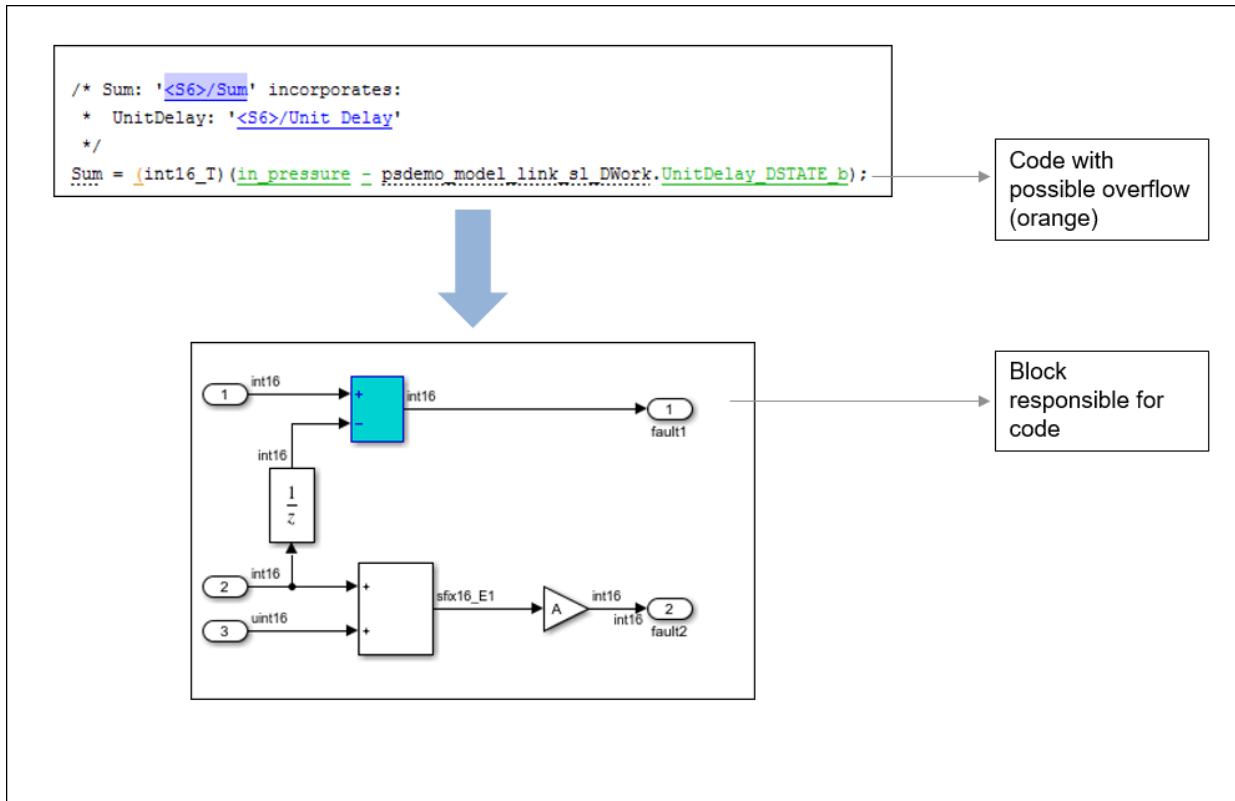 /* Sum: '<S6>/Sum' incorporates:
 *  UnitDelay: '<S6>/Unit Delay'
 */
Sum = (int16_T)(in_pressure - psdemo_model_link_sl_DWork.UnitDelay_DSTATE_b);
Code with
possible overflow
(orange)
Block
responsible for
code
1
int16
+
−
int16
1
fault1
int16
1
z
2
int16
3
uint16
+
+
sfix16_E1
A
int16
int16
2
fault2